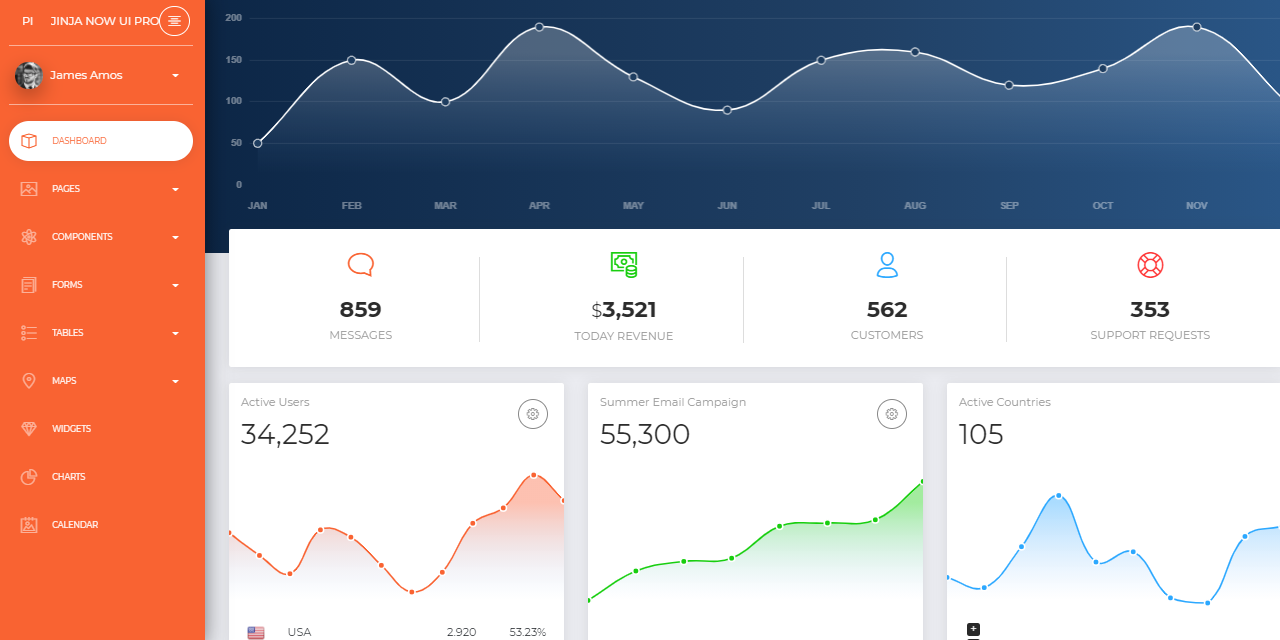 PI JINJA NOW UI PRO
James Amos
DASHBOARD
PAGES
COMPONENTS
FORMS
TABLES
MAPS
WIDGETS
CHARTS
CALENDAR
200
150
100
50
0
JAN FEB MAR APR MAY JUN JUL AUG SEP OCT NOV
859
MESSAGES
$3,521
TODAY REVENUE
562
CUSTOMERS
353
SUPPORT REQUESTS
Active Users
34,252
USA 2.920 53.23%
Summer Email Campaign
55,300
Active Countries
105
+